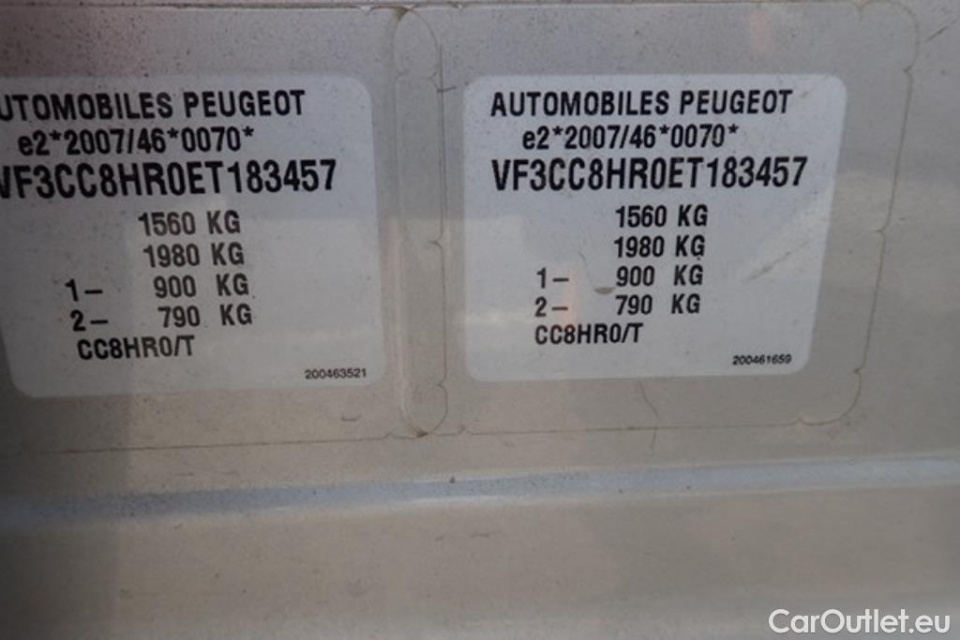 UTOMOBILES PEUGEOT
e2*2007/46*0070*
VF3CC8HR0ET183457
1560 KG
1980 KG
1- 900 KG
2- 790 KG
CC8HR0/T
200463521
AUTOMOBILES PEUGEOT
e2*2007/46*0070*
VF3CC8HR0ET183457
1560 KG
1980 KG
1- 900 KG
2- 790 KG
CC8HR0/T
200461659
CarOutlet.eu